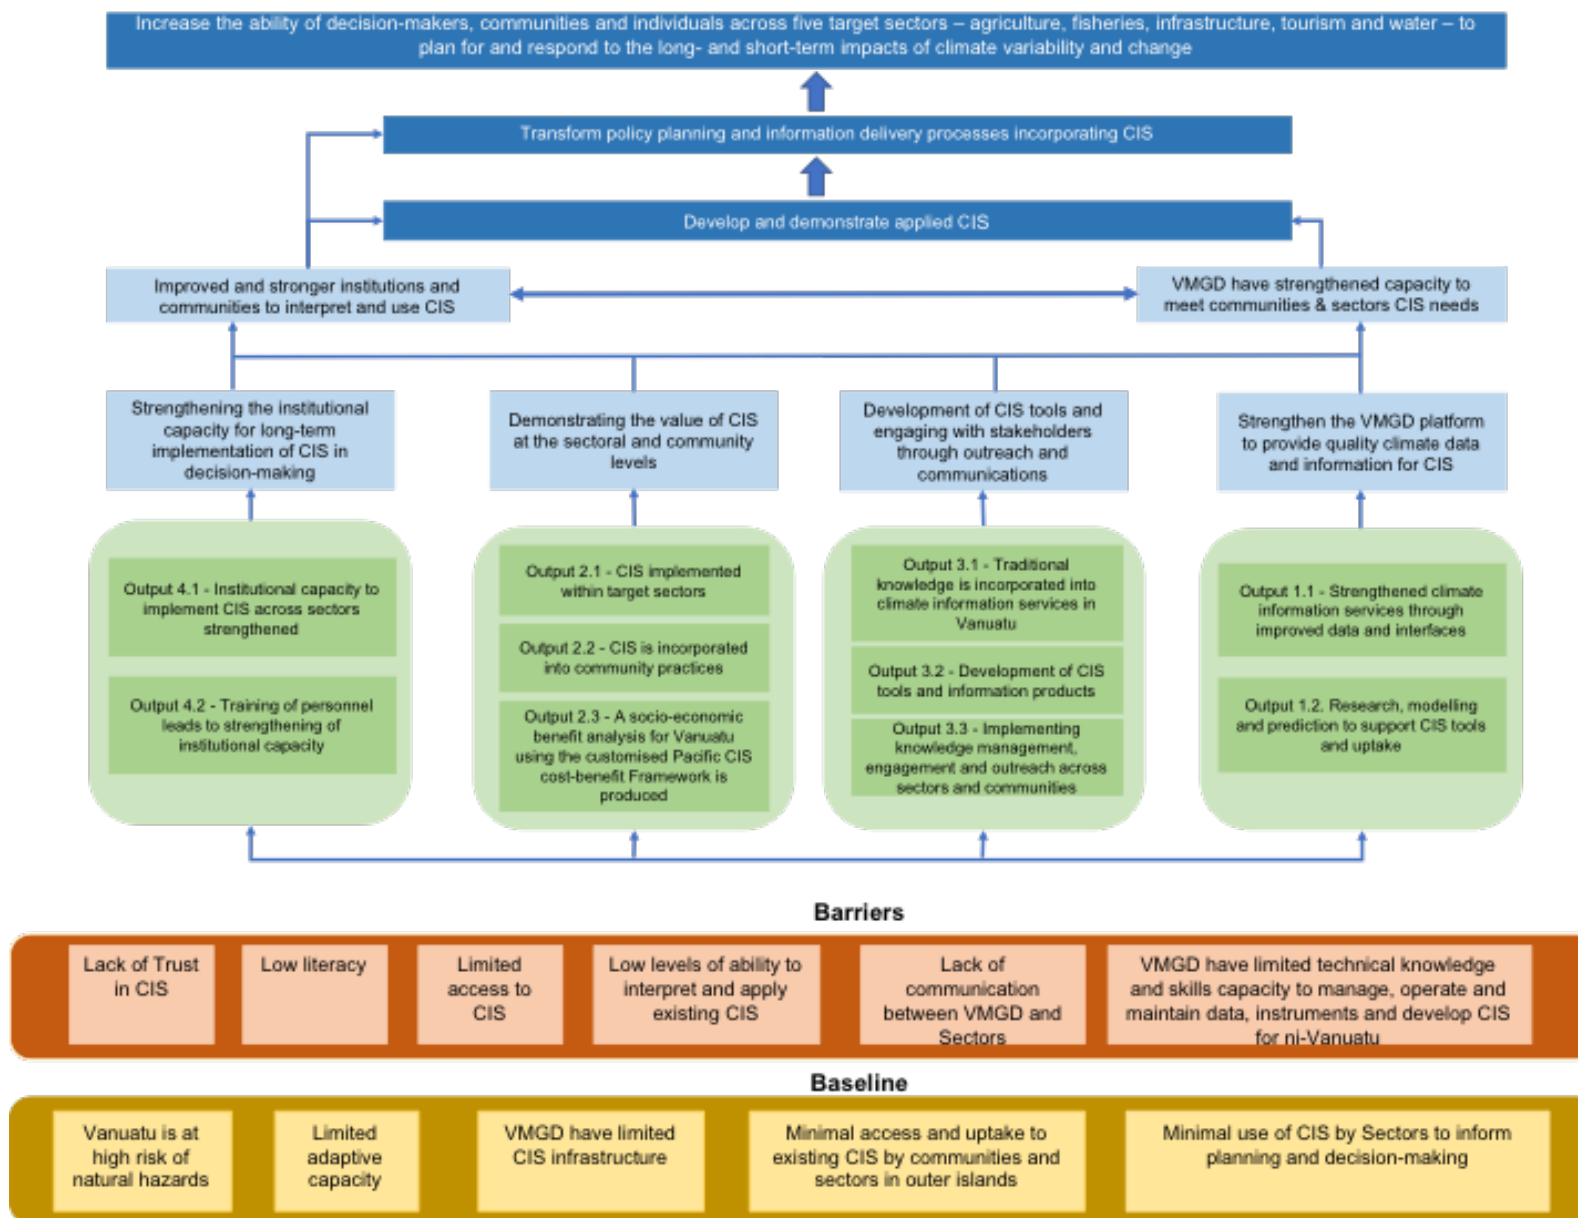 Increase the ability of decision-makers, communities and individuals across five target sectors – agriculture, fisheries, infrastructure, tourism and water – to
plan for and respond to the long- and short-term impacts of climate variability and change
Transform policy planning and information delivery processes incorporating CIS
Develop and demonstrate applied CIS
Improved and stronger institutions and
communities to interpret and use CIS
VMGD have strengthened capacity to
meet communities & sectors CIS needs
Strengthening the institutional
capacity for long-term
implementation of CIS in
decision-making
Demonstrating the value of CIS
at the sectoral and community
levels
Development of CIS tools and
engaging with stakeholders
through outreach and
communications
Strengthen the VMGD platform
to provide quality climate data
and information for CIS
Output 4.1 - Institutional capacity to
implement CIS across sectors
strengthened
Output 4.2 - Training of personnel
leads to strengthening of
institutional capacity
Output 2.1 - CIS implemented
within target sectors
Output 2.2 - CIS is incorporated
into community practices
Output 2.3 - A socio-economic
benefit analysis for Vanuatu
using the customised Pacific CIS
cost-benefit Framework is
produced
Output 3.1 - Traditional
knowledge is incorporated into
climate information services in
Vanuatu
Output 3.2 - Development of CIS
tools and information products
Output 3.3 - Implementing
knowledge management,
engagement and outreach across
sectors and communities
Output 1.1 - Strengthened climate
information services through
improved data and interfaces
Output 1.2. Research, modelling
and prediction to support CIS tools
and uptake
Barriers
Lack of Trust
in CIS
Low literacy
Limited
access to
CIS
Low levels of ability to
interpret and apply
existing CIS
Lack of
communication
between VMGD and
Sectors
VMGD have limited technical knowledge
and skills capacity to manage, operate and
maintain data, instruments and develop CIS
for ni-Vanuatu
Baseline
Vanuatu is at
high risk of
natural hazards
Limited
adaptive
capacity
VMGD have limited
CIS infrastructure
Minimal access and uptake to
existing CIS by communities and
sectors in outer islands
Minimal use of CIS by Sectors to inform
planning and decision-making